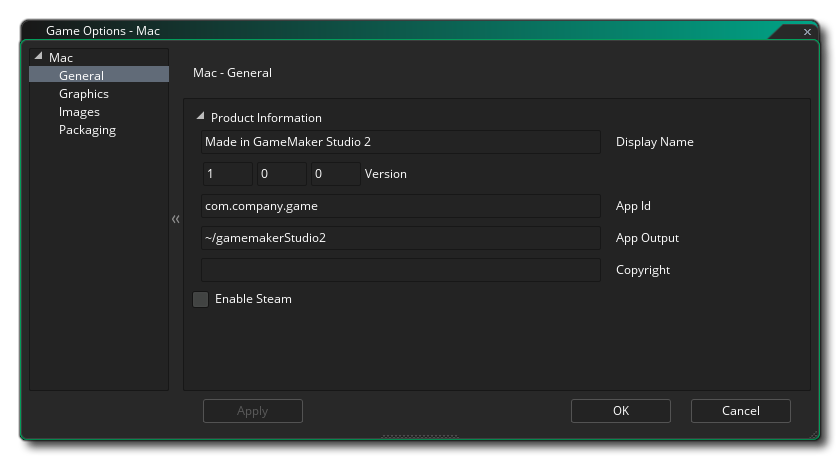 Game Options - Mac
Mac
General
Graphics
Images
Packaging
Mac - General
Product Information
Made in GameMaker Studio 2 Display Name
1 0 0 Version
com.company.game App Id
~/gamemakerStudio2 App Output
Copyright
Enable Steam
Apply OK Cancel